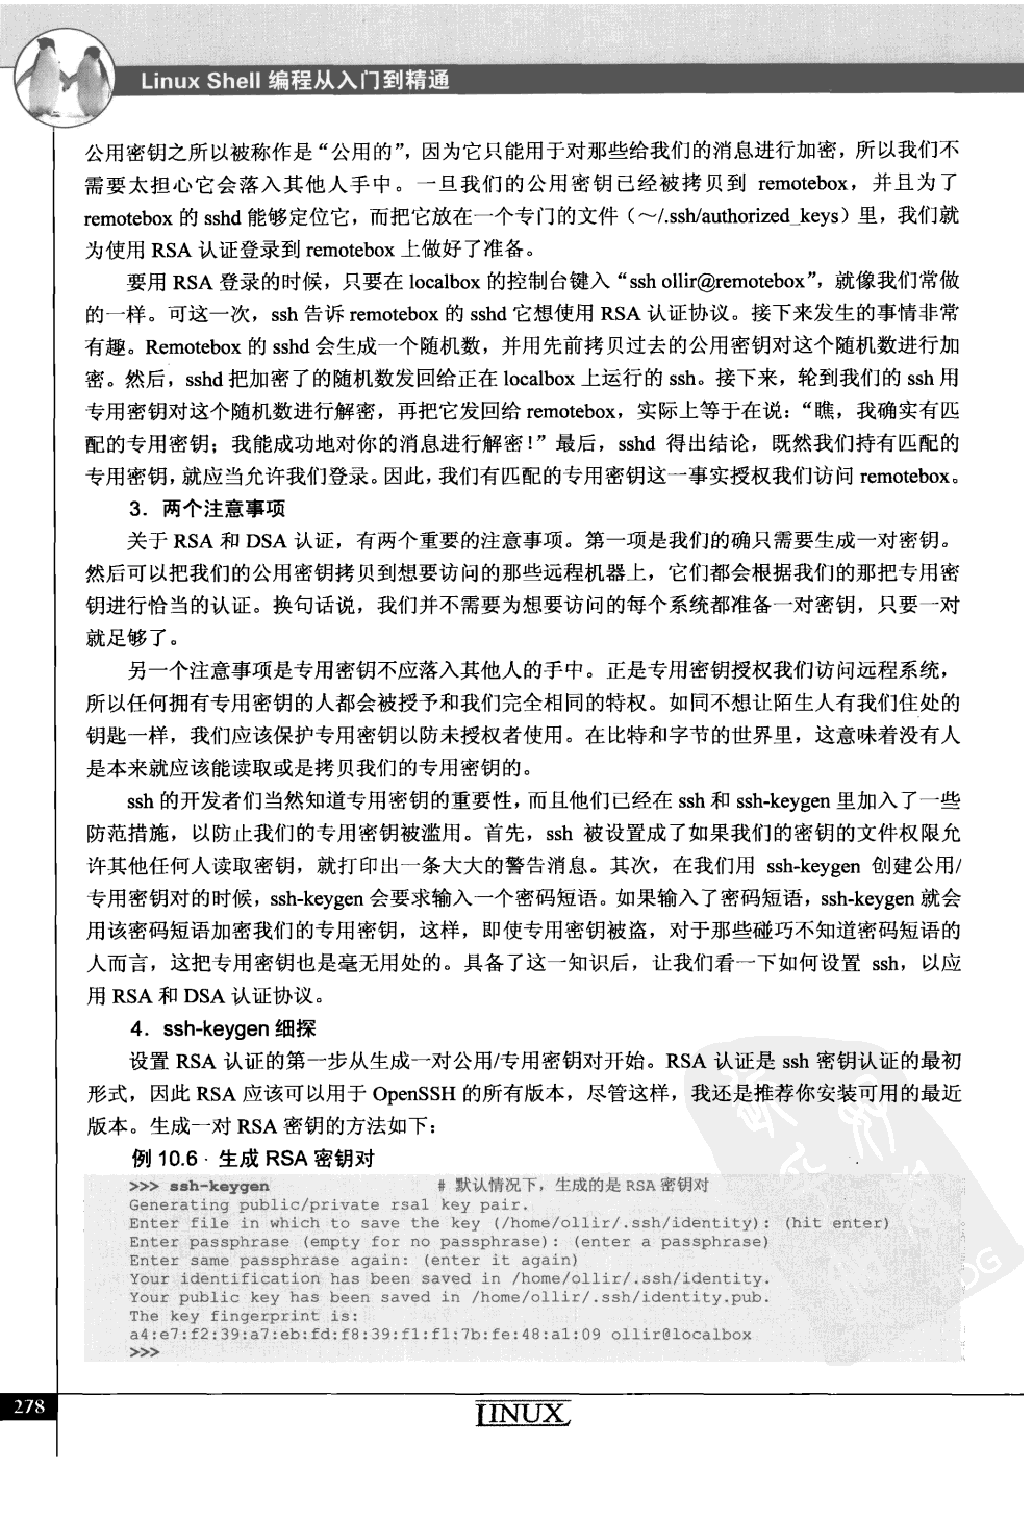 Linux Shell 编程从入门到精通
公用密钥之所以被称作是“公用的”，因为它只能用于对那些给我们的消息进行加密，所以我们不
需要太担心它会落入其他人手中。一旦我们的公用密钥已经被拷贝到 remotebox，并且为了
remotebox 的 sshd 能够定位它，而把它放在一个专门的文件（～/.ssh/authorized_keys）里，我们就
为使用 RSA 认证登录到 remotebox 上做好了准备。
要用 RSA 登录的时候，只要在 localbox 的控制台键入“ssh ollir@remotebox”，就像我们常做
的一样。可这一次，ssh 告诉 remotebox 的 sshd 它想使用 RSA 认证协议。接下来发生的事情非常
有趣。Remotebox 的 sshd 会生成一个随机数，并用先前拷贝过去的公用密钥对这个随机数进行加
密。然后，sshd 把加密了的随机数发回给正在 localbox 上运行的 ssh。接下来，轮到我们的 ssh 用
专用密钥对这个随机数进行解密，再把它发回给 remotebox，实际上等于在说：“瞧，我确实有匹
配的专用密钥；我能成功地对你的消息进行解密！”最后，sshd 得出结论，既然我们持有匹配的
专用密钥，就应当允许我们登录。因此，我们有匹配的专用密钥这一事实授权我们访问 remotebox。
3．两个注意事项
关于 RSA 和 DSA 认证，有两个重要的注意事项。第一项是我们的确只需要生成一对密钥。
然后可以把我们的公用密钥拷贝到想要访问的那些远程机器上，它们都会根据我们的那把专用密
钥进行恰当的认证。换句话说，我们并不需要为想要访问的每个系统都准备一对密钥，只要一对
就足够了。
另一个注意事项是专用密钥不应落入其他人的手中。正是专用密钥授权我们访问远程系统，
所以任何拥有专用密钥的人都会被授予和我们完全相同的特权。如同不想让陌生人有我们住处的
钥匙一样，我们应该保护专用密钥以防未授权者使用。在比特和字节的世界里，这意味着没有人
是本来就应该能读取或是拷贝我们的专用密钥的。
ssh 的开发者们当然知道专用密钥的重要性，而且他们已经在 ssh 和 ssh-keygen 里加入了一些
防范措施，以防止我们的专用密钥被滥用。首先，ssh 被设置成了如果我们的密钥的文件权限允
许其他任何人读取密钥，就打印出一条大大的警告消息。其次，在我们用 ssh-keygen 创建公用/
专用密钥对的时候，ssh-keygen 会要求输入一个密码短语。如果输入了密码短语，ssh-keygen 就会
用该密码短语加密我们的专用密钥，这样，即使专用密钥被盗，对于那些碰巧不知道密码短语的
人而言，这把专用密钥也是毫无用处的。具备了这一知识后，让我们看一下如何设置 ssh，以应
用 RSA 和 DSA 认证协议。
4．ssh-keygen 细探
设置 RSA 认证的第一步从生成一对公用/专用密钥对开始。RSA 认证是 ssh 密钥认证的最初
形式，因此 RSA 应该可以用于 OpenSSH 的所有版本，尽管这样，我还是推荐你安装可用的最近
版本。生成一对 RSA 密钥的方法如下：
例 10.6 生成 RSA 密钥对
>>> ssh-keygen # 默认情况下，生成的是 RSA 密钥对
Generating public/private rsa1 key pair.
Enter file in which to save the key (/home/ollir/.ssh/identity): (hit enter)
Enter passphrase (empty for no passphrase): (enter a passphrase)
Enter same passphrase again: (enter it again)
Your identification has been saved in /home/ollir/.ssh/identity.
Your public key has been saved in /home/ollir/.ssh/identity.pub.
The key fingerprint is:
a4:e7:f2:39:a7:eb:fd:f8:39:f1:f1:7b:fe:48:a1:09 ollir@localbox
>>>
278
LINUX